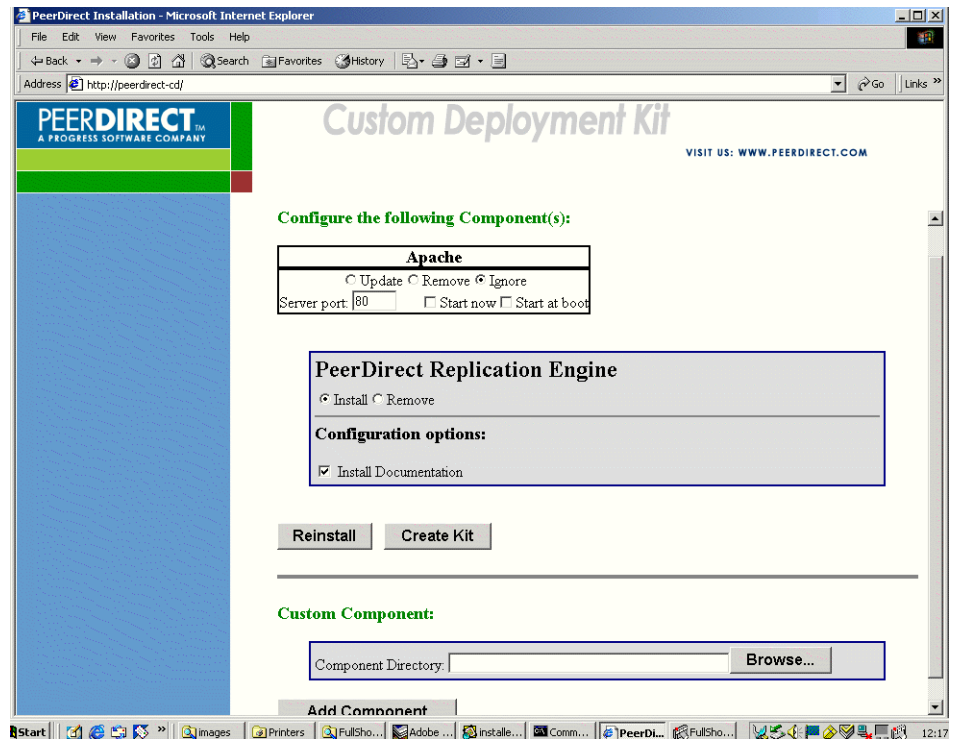 PeerDirect Installation - Microsoft Internet Explorer
File Edit View Favorites Tools Help
Back Search Favorites History
Address http://peerdirect-cd/ Go Links »
PEERDIRECT TM
A PROGRESS SOFTWARE COMPANY
Custom Deployment Kit
VISIT US: WWW.PEERDIRECT.COM
Configure the following Component(s):
Apache
Update Remove Ignore
Server port: 80 Start now Start at boot
PeerDirect Replication Engine
Install Remove
Configuration options:
Install Documentation
Reinstall Create Kit
Custom Component:
Component Directory: Browse...
Add Component
Start » images Printers FullSho... Adobe ... installe... Comm... PeerDi... FullSho... 12:17